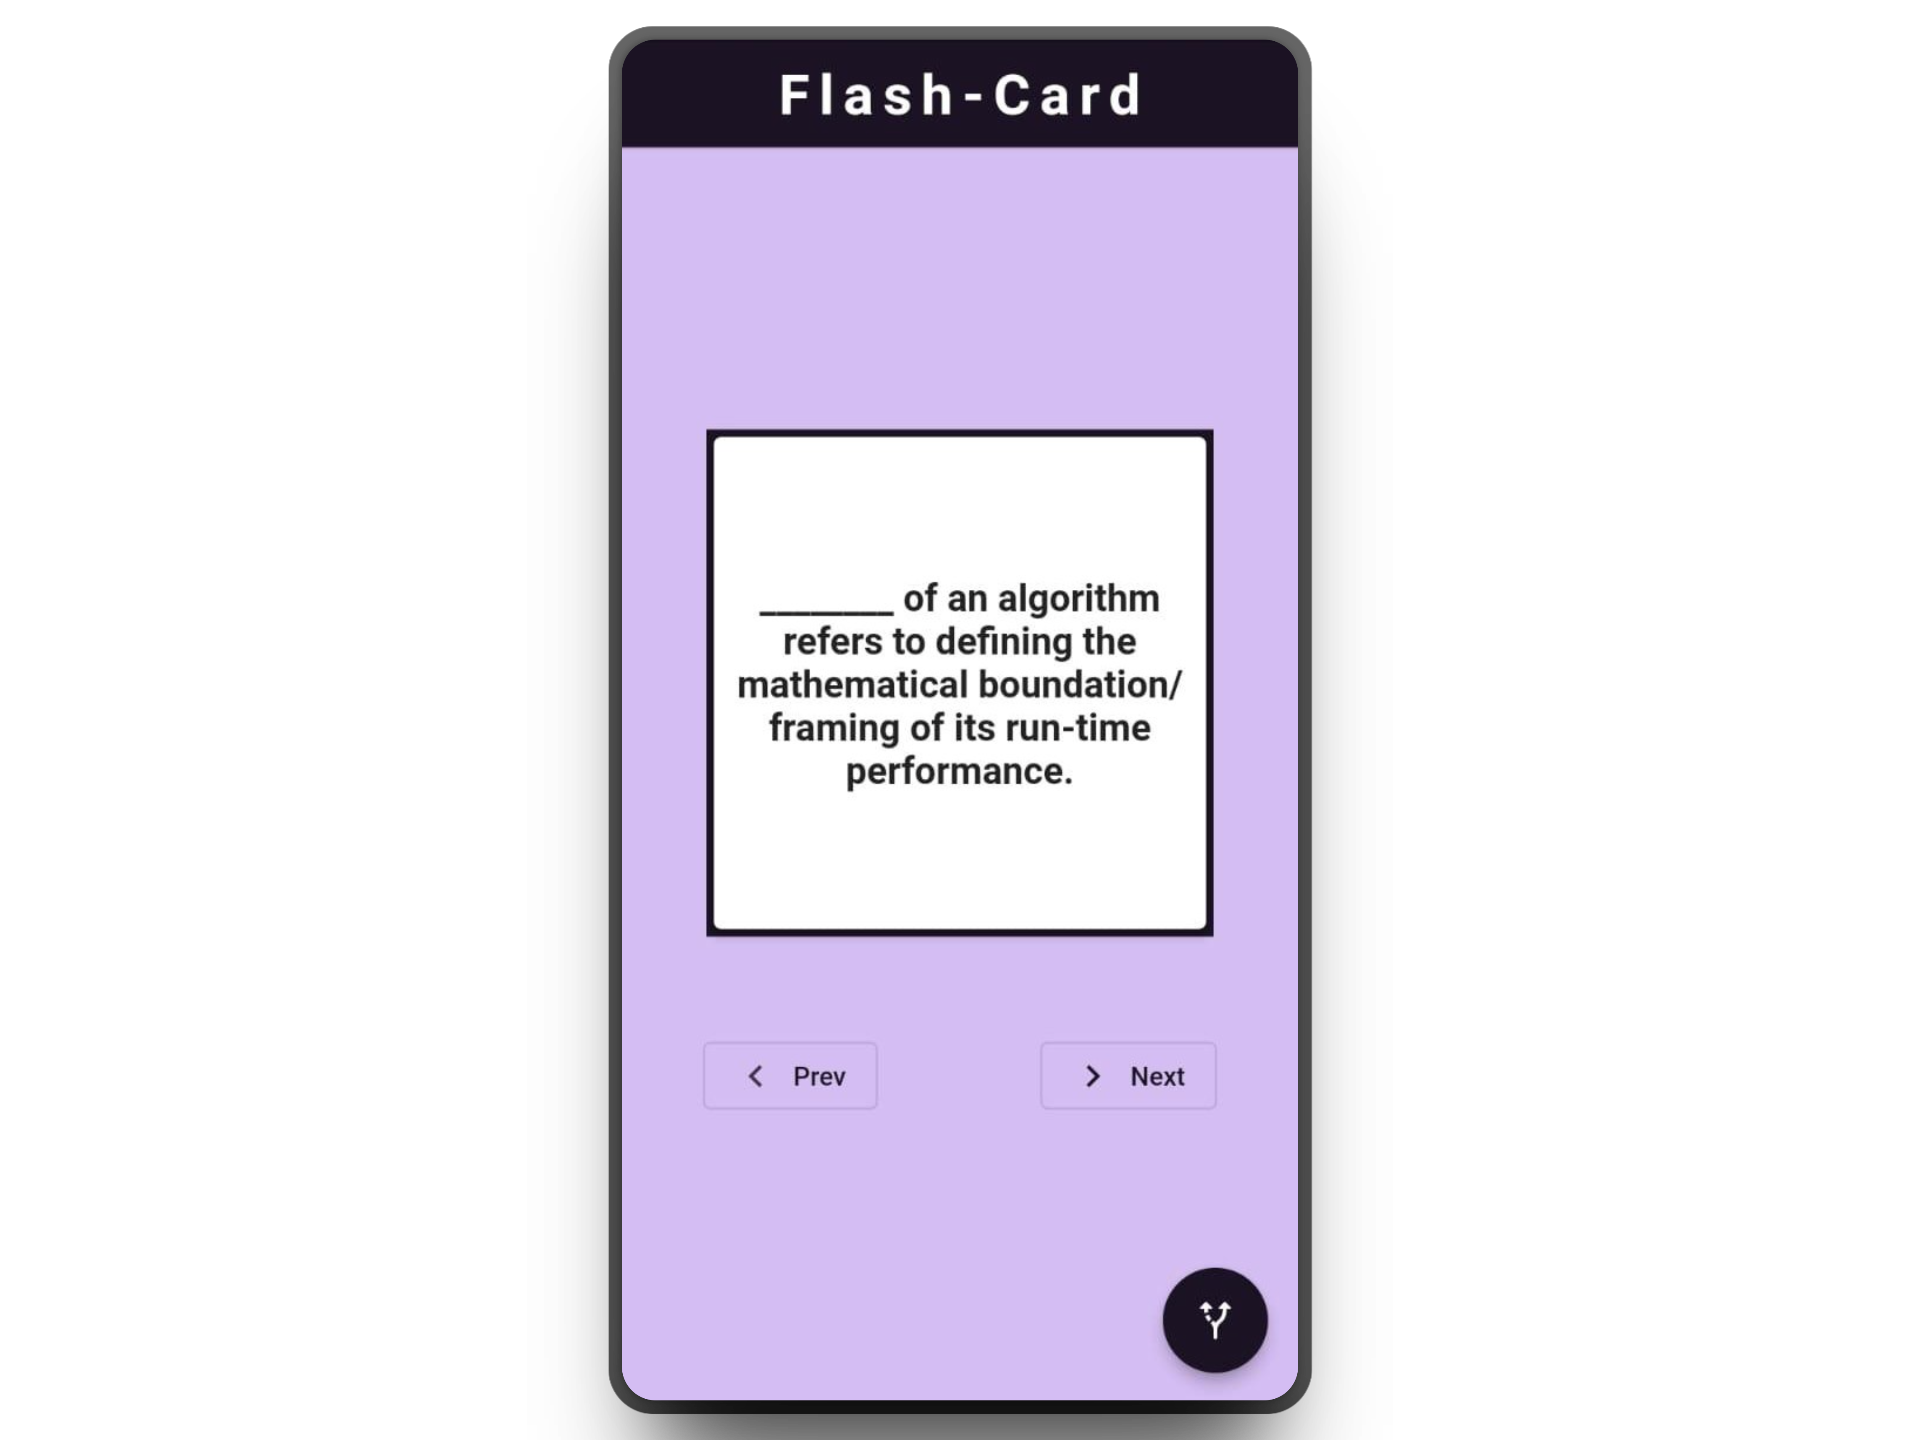 Flash-Card
________ of an algorithm
refers to defining the
mathematical boundation/
framing of its run-time
performance.
Prev
Next